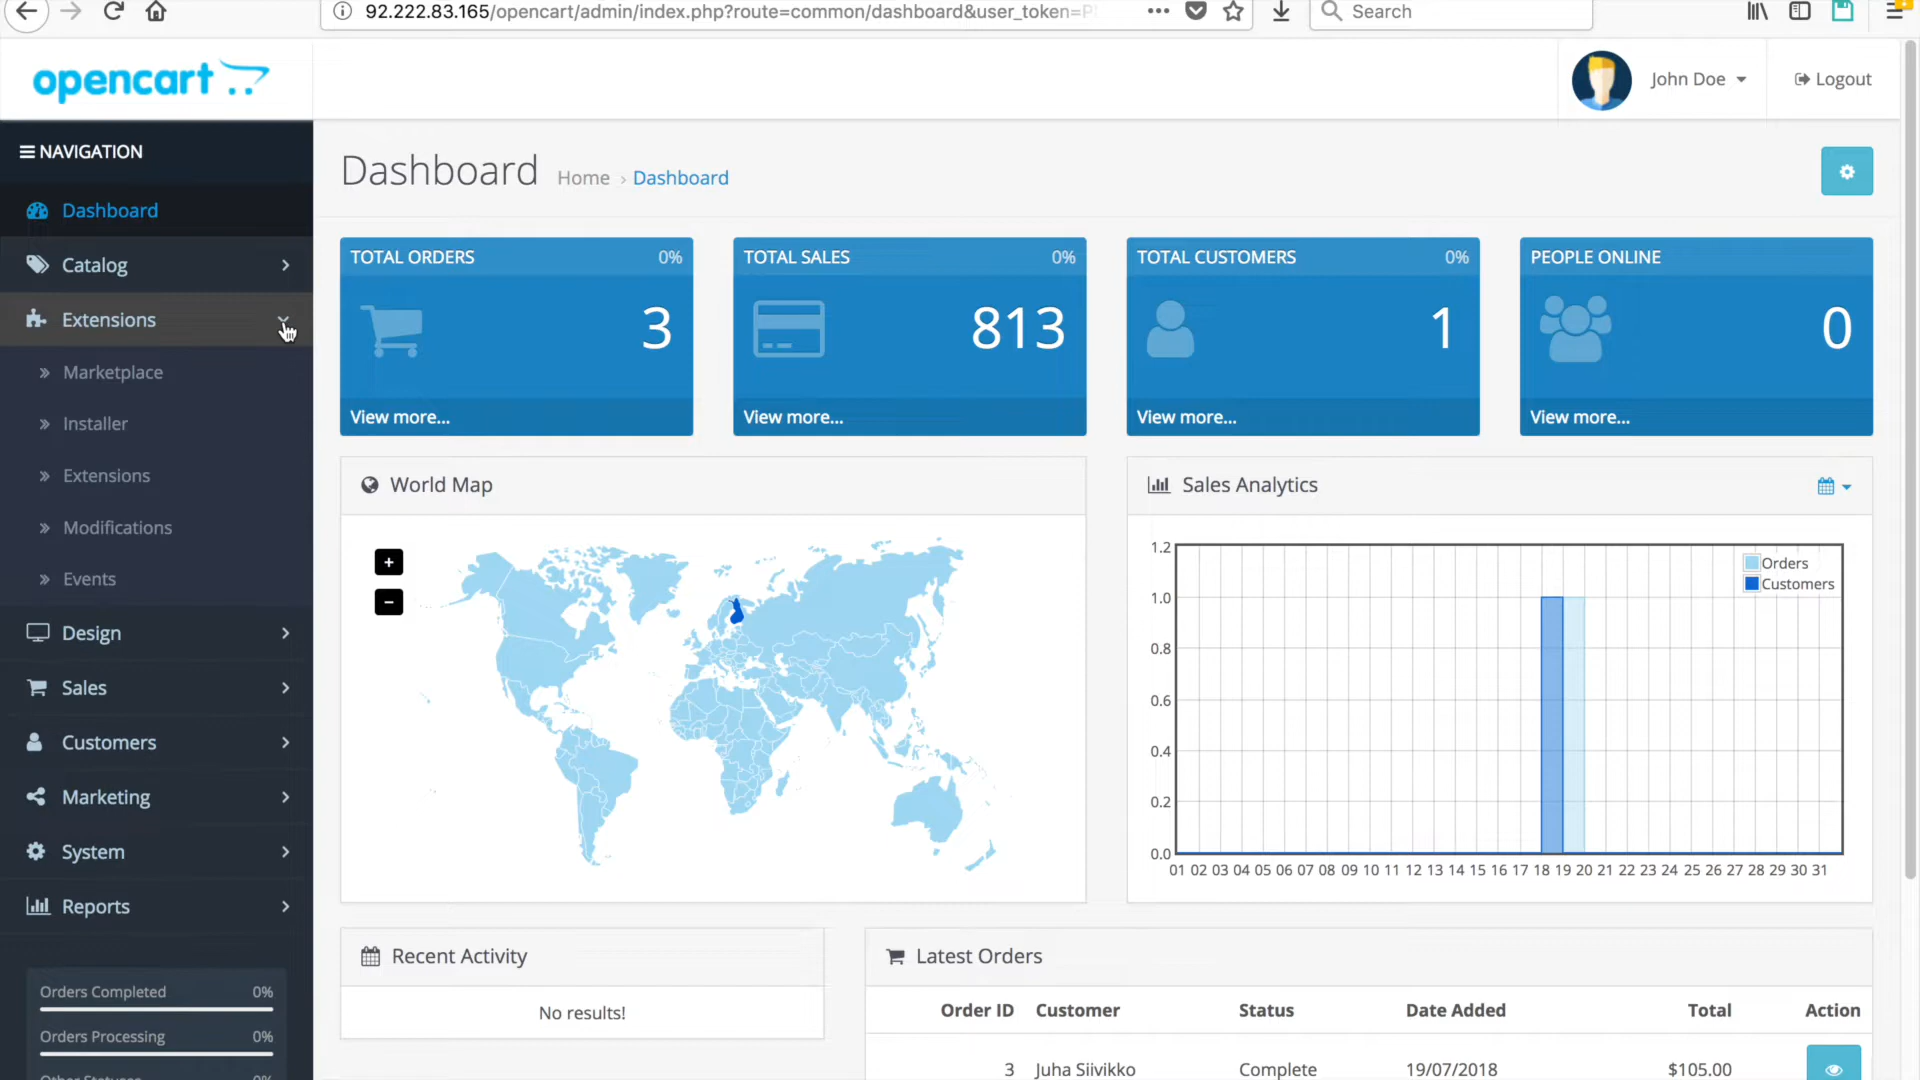 92.222.83.165/opencart/admin/index.php?route=common/dashboard&user_token=P
Search
opencart
John Doe
Logout
NAVIGATION
Dashboard
Catalog
Extensions
Marketplace
Installer
Extensions
Modifications
Events
Design
Sales
Customers
Marketing
System
Reports
Orders Completed 0%
Orders Processing 0%
Other Statuses 0%
Dashboard Home › Dashboard
TOTAL ORDERS 0%
3
View more...
TOTAL SALES 0%
813
View more...
TOTAL CUSTOMERS 0%
1
View more...
PEOPLE ONLINE
0
View more...
World Map
+
−
Sales Analytics
1.2
1.0
0.8
0.6
0.4
0.2
0.0
Orders
Customers
01 02 03 04 05 06 07 08 09 10 11 12 13 14 15 16 17 18 19 20 21 22 23 24 25 26 27 28 29 30 31
Recent Activity
No results!
Latest Orders
Order ID Customer Status Date Added Total Action
3 Juha Siivikko Complete 19/07/2018 $105.00